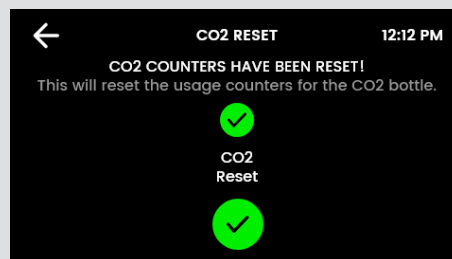 CO2 RESET
12:12 PM
CO2 COUNTERS HAVE BEEN RESET!
This will reset the usage counters for the CO2 bottle.
CO2
Reset